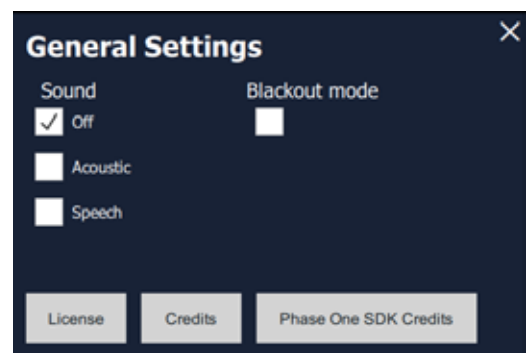 General Settings
Sound
Blackout mode
Off
Acoustic
Speech
License
Credits
Phase One SDK Credits